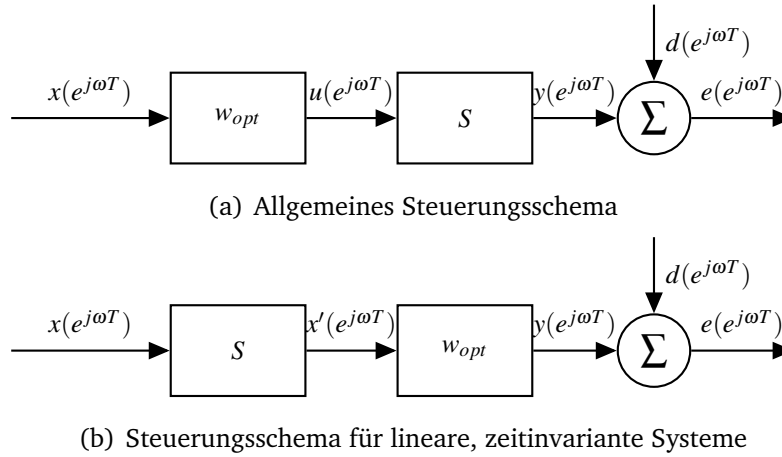 d(e^{jωT})
x(e^{jωT}) w_{opt} u(e^{jωT}) S y(e^{jωT}) Σ e(e^{jωT})
(a) Allgemeines Steuerungsschema
d(e^{jωT})
x(e^{jωT}) S x′(e^{jωT}) w_{opt} y(e^{jωT}) Σ e(e^{jωT})
(b) Steuerungsschema für lineare, zeitinvariante Systeme